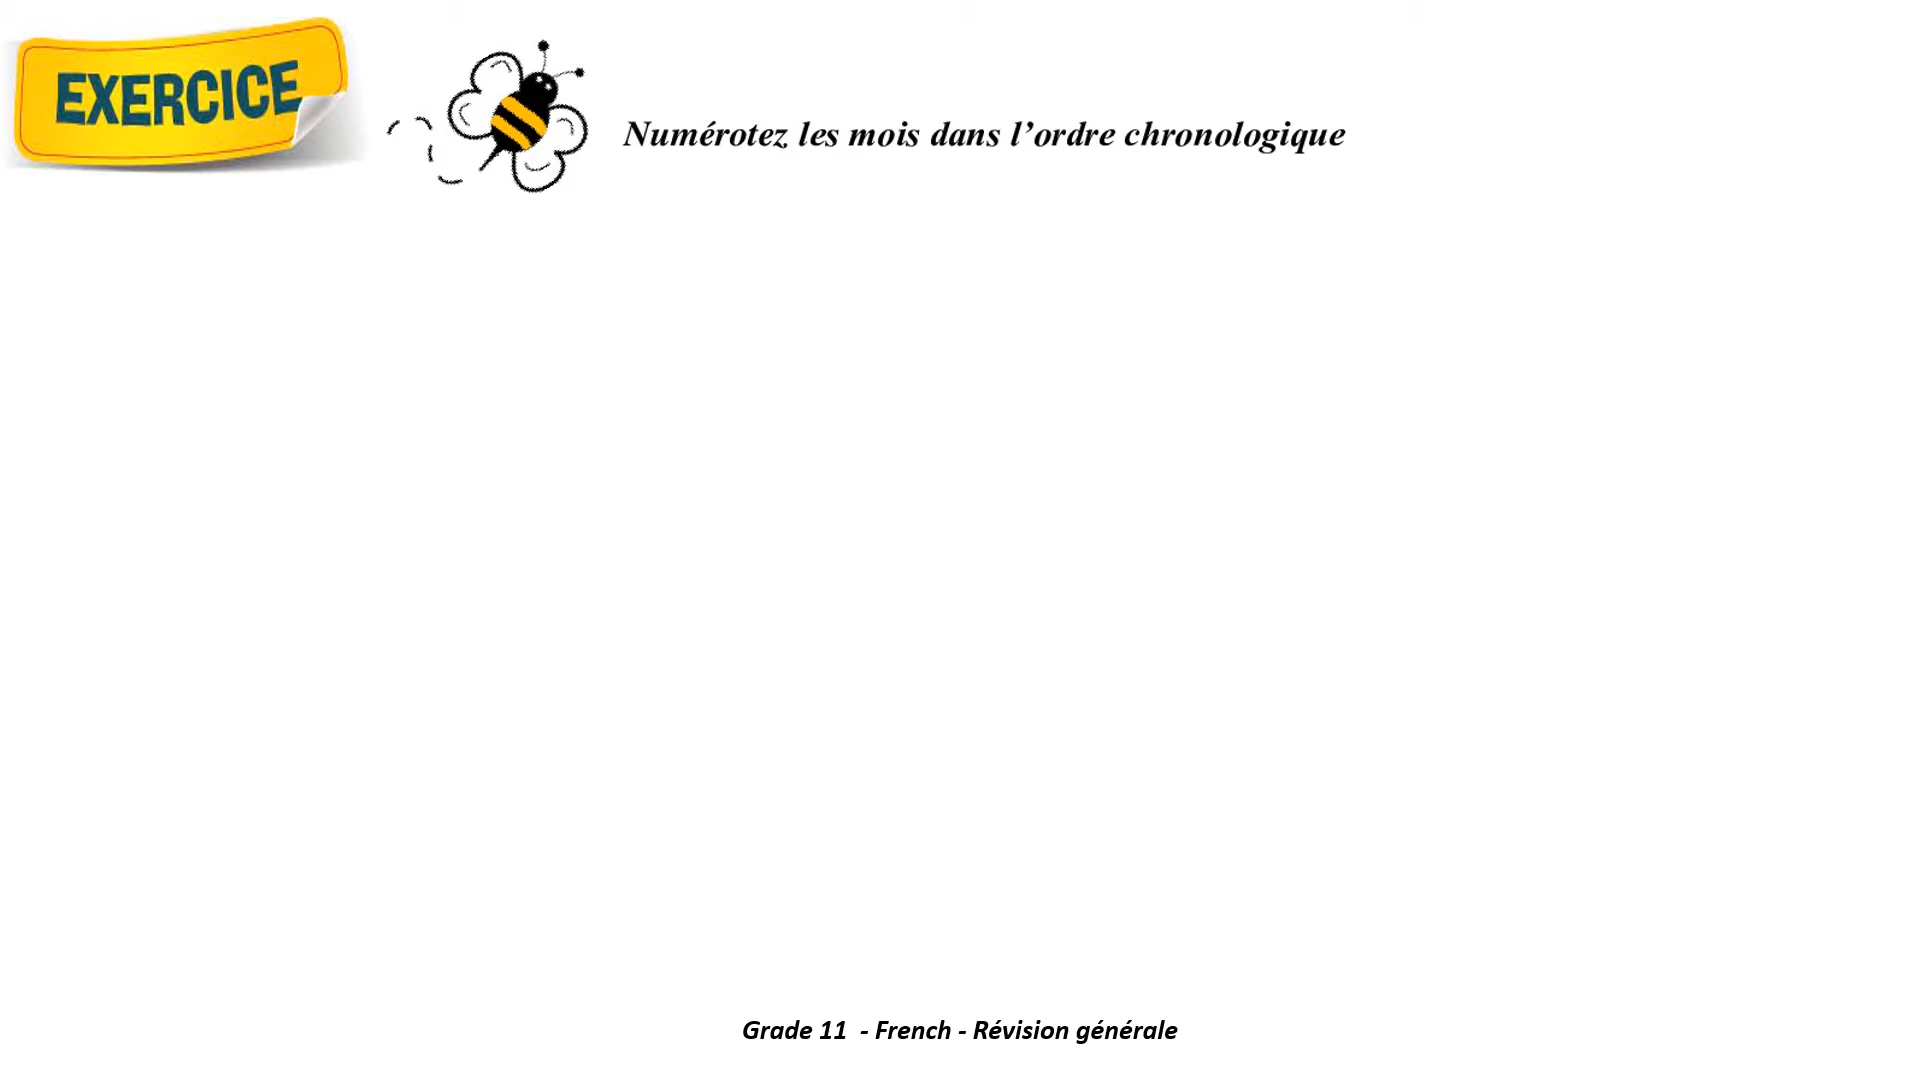 EXERCICE
Numérotez les mois dans l’ordre chronologique
Grade 11 - French - Révision générale